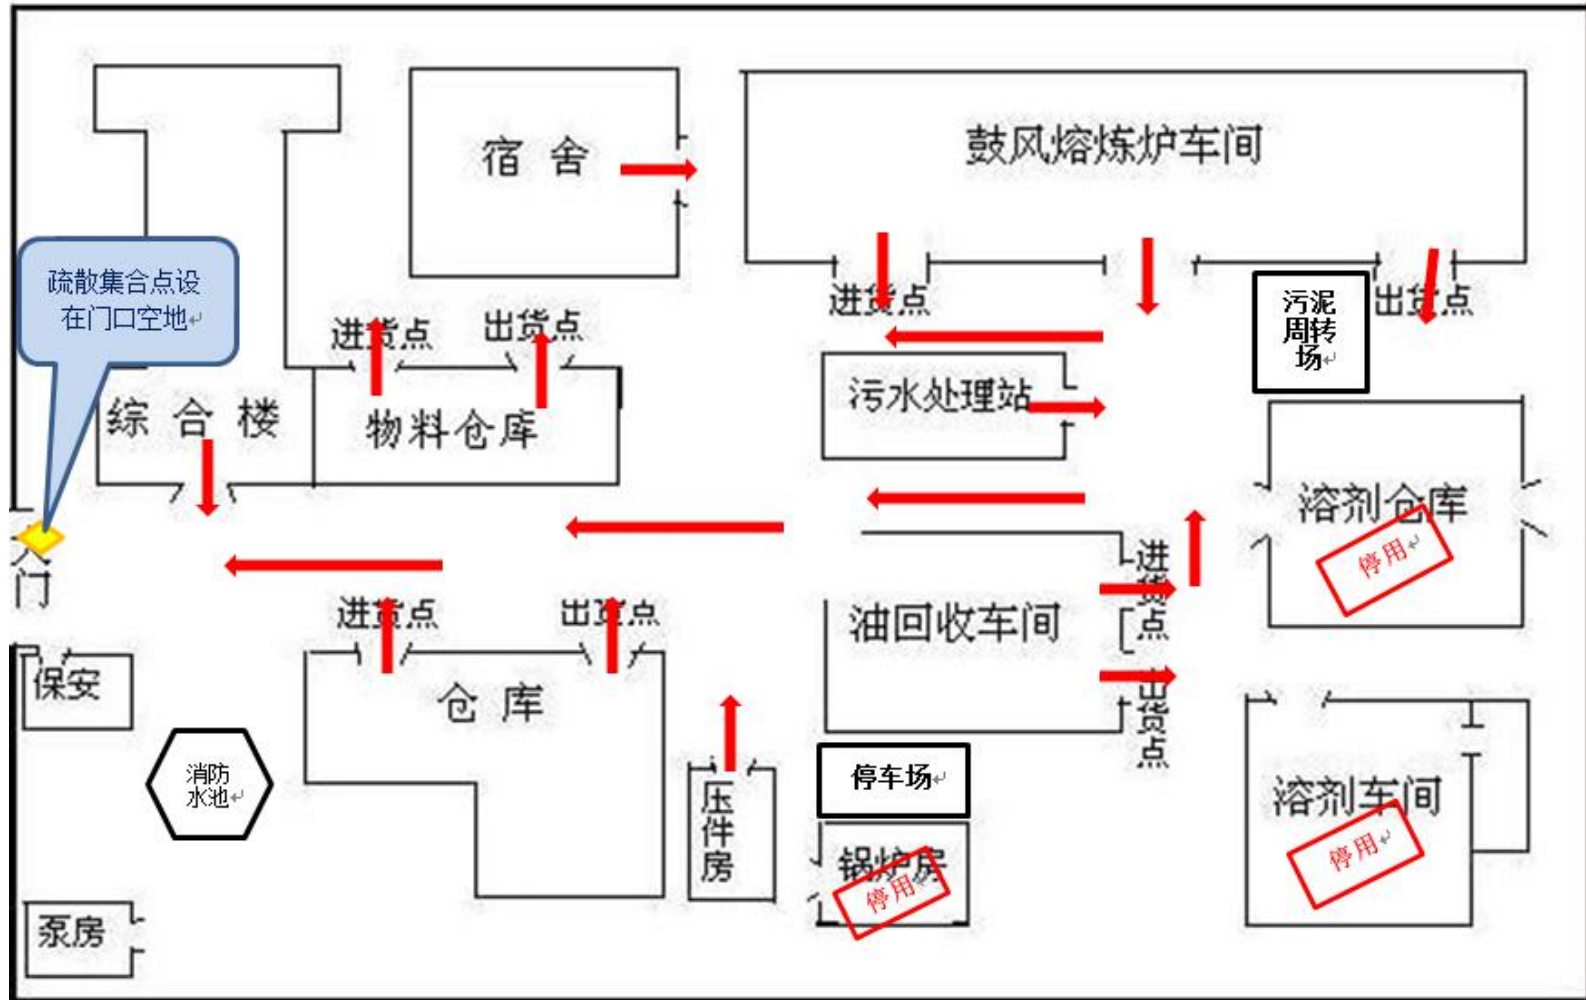 宿 舍
鼓风熔炼炉车间
疏散集合点设
在门口空地
进货点
出货点
进货点
污泥
周转
场
出货点
综 合 楼
物料仓库
污水处理站
溶剂仓库
停用
大门
进货点
出货点
进货点
油回收车间
出货点
保安
仓 库
消防
水池
压件房
停车场
锅炉房
停用
溶剂车间
停用
泵房